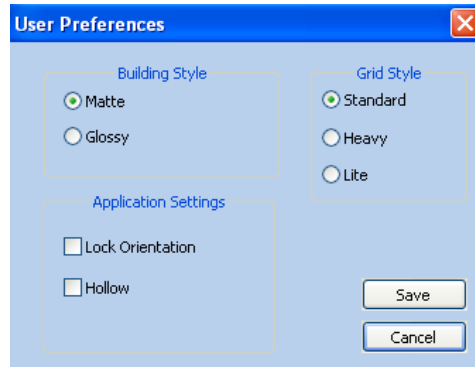 User Preferences
Building Style
Matte
Glossy
Grid Style
Standard
Heavy
Lite
Application Settings
Lock Orientation
Hollow
Save
Cancel